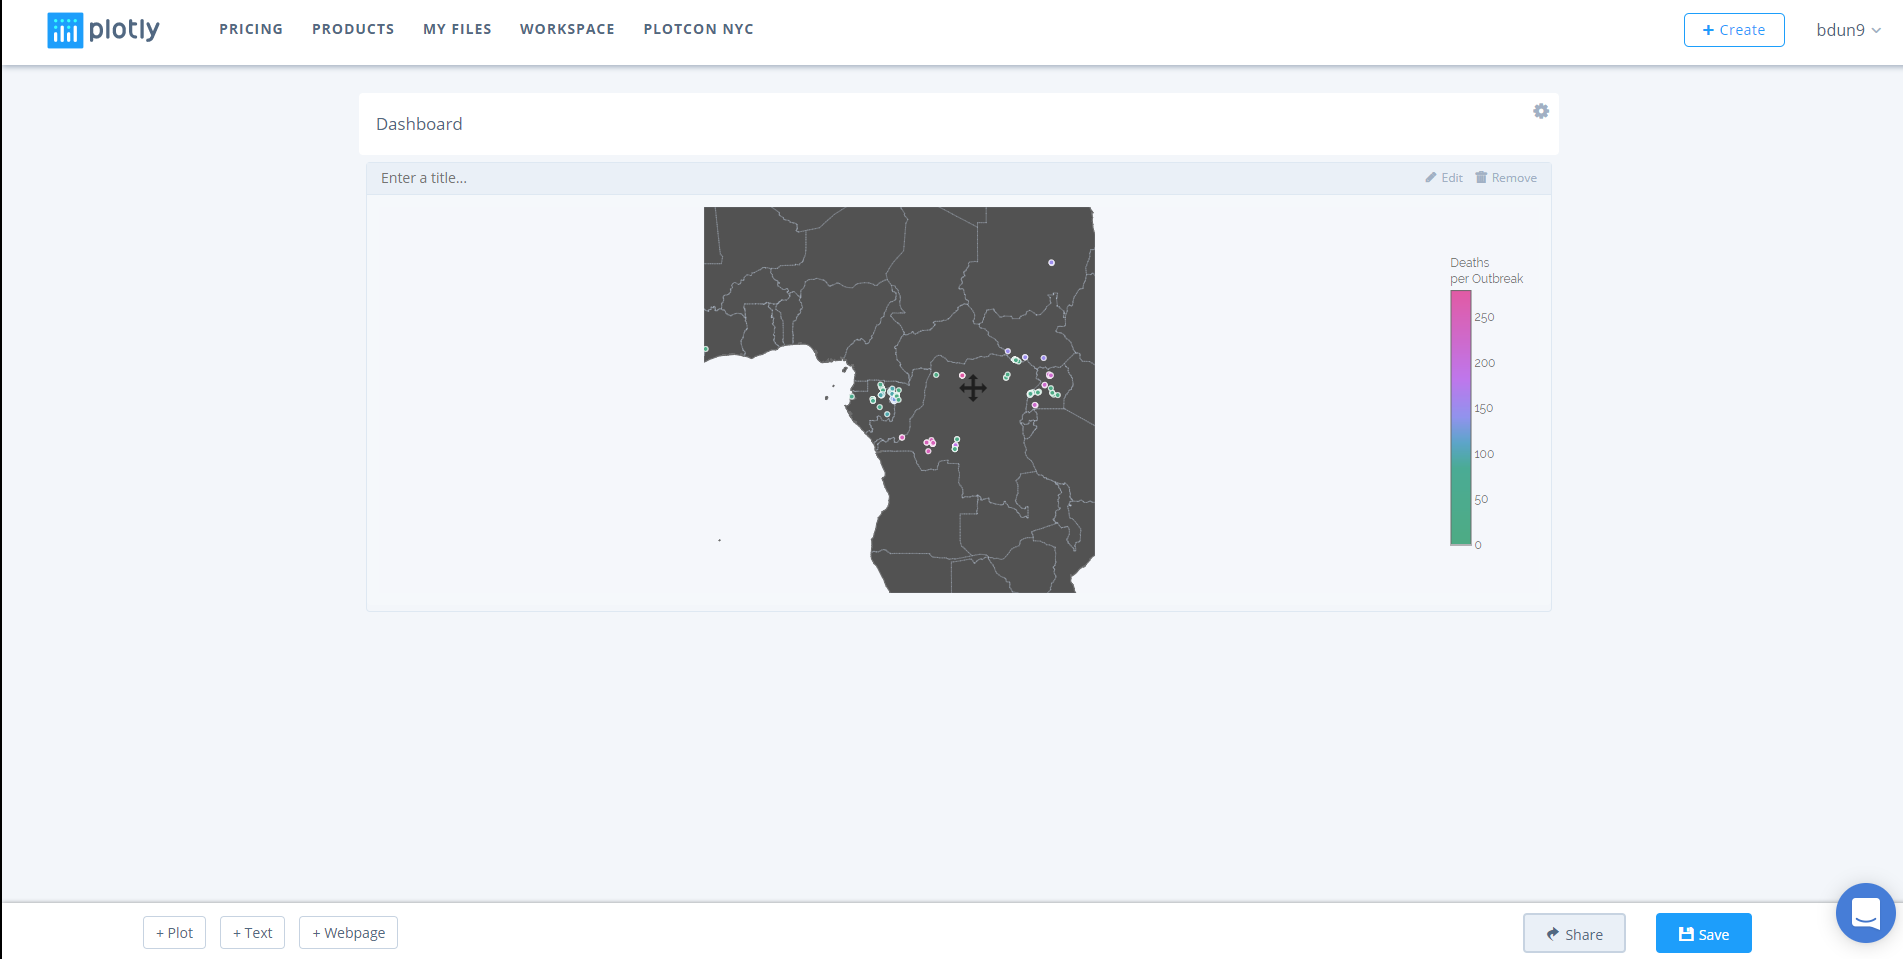 plotly PRICING PRODUCTS MY FILES WORKSPACE PLOTCON NYC + Create bdun9
Dashboard
Enter a title... Edit Remove
Deaths
per Outbreak
250
200
150
100
50
0
+ Plot + Text + Webpage Share Save